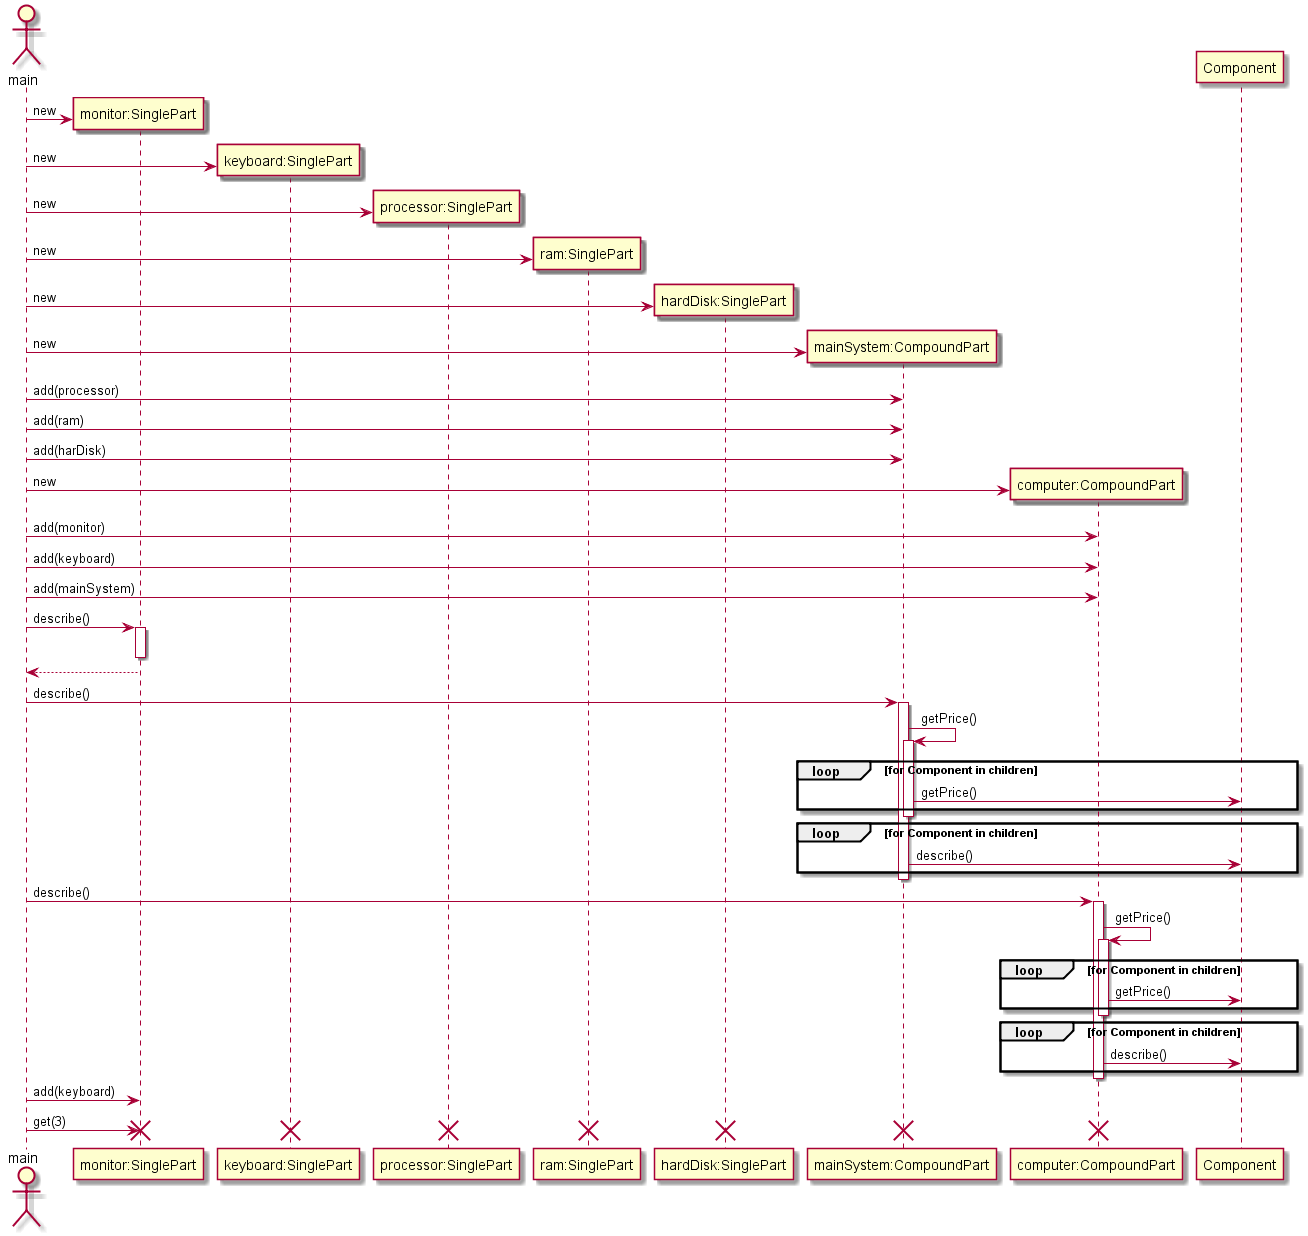 main
Component
new
monitor:SinglePart
new
keyboard:SinglePart
new
processor:SinglePart
new
ram:SinglePart
new
hardDisk:SinglePart
new
mainSystem:CompoundPart
add(processor)
add(ram)
add(harDisk)
new
computer:CompoundPart
add(monitor)
add(keyboard)
add(mainSystem)
describe()
describe()
getPrice()
loop [for Component in children]
getPrice()
loop [for Component in children]
describe()
describe()
getPrice()
loop [for Component in children]
getPrice()
loop [for Component in children]
describe()
add(keyboard)
get(3)
main
monitor:SinglePart
keyboard:SinglePart
processor:SinglePart
ram:SinglePart
hardDisk:SinglePart
mainSystem:CompoundPart
computer:CompoundPart
Component